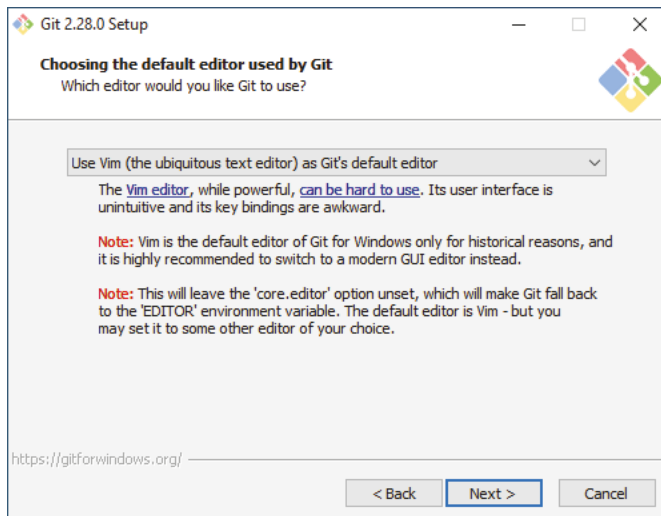 Git 2.28.0 Setup
Choosing the default editor used by Git
Which editor would you like Git to use?
Use Vim (the ubiquitous text editor) as Git's default editor
The Vim editor, while powerful, can be hard to use. Its user interface is
unintuitive and its key bindings are awkward.
Note: Vim is the default editor of Git for Windows only for historical reasons, and
it is highly recommended to switch to a modern GUI editor instead.
Note: This will leave the 'core.editor' option unset, which will make Git fall back
to the 'EDITOR' environment variable. The default editor is Vim - but you
may set it to some other editor of your choice.
https://gitforwindows.org/
< Back Next > Cancel